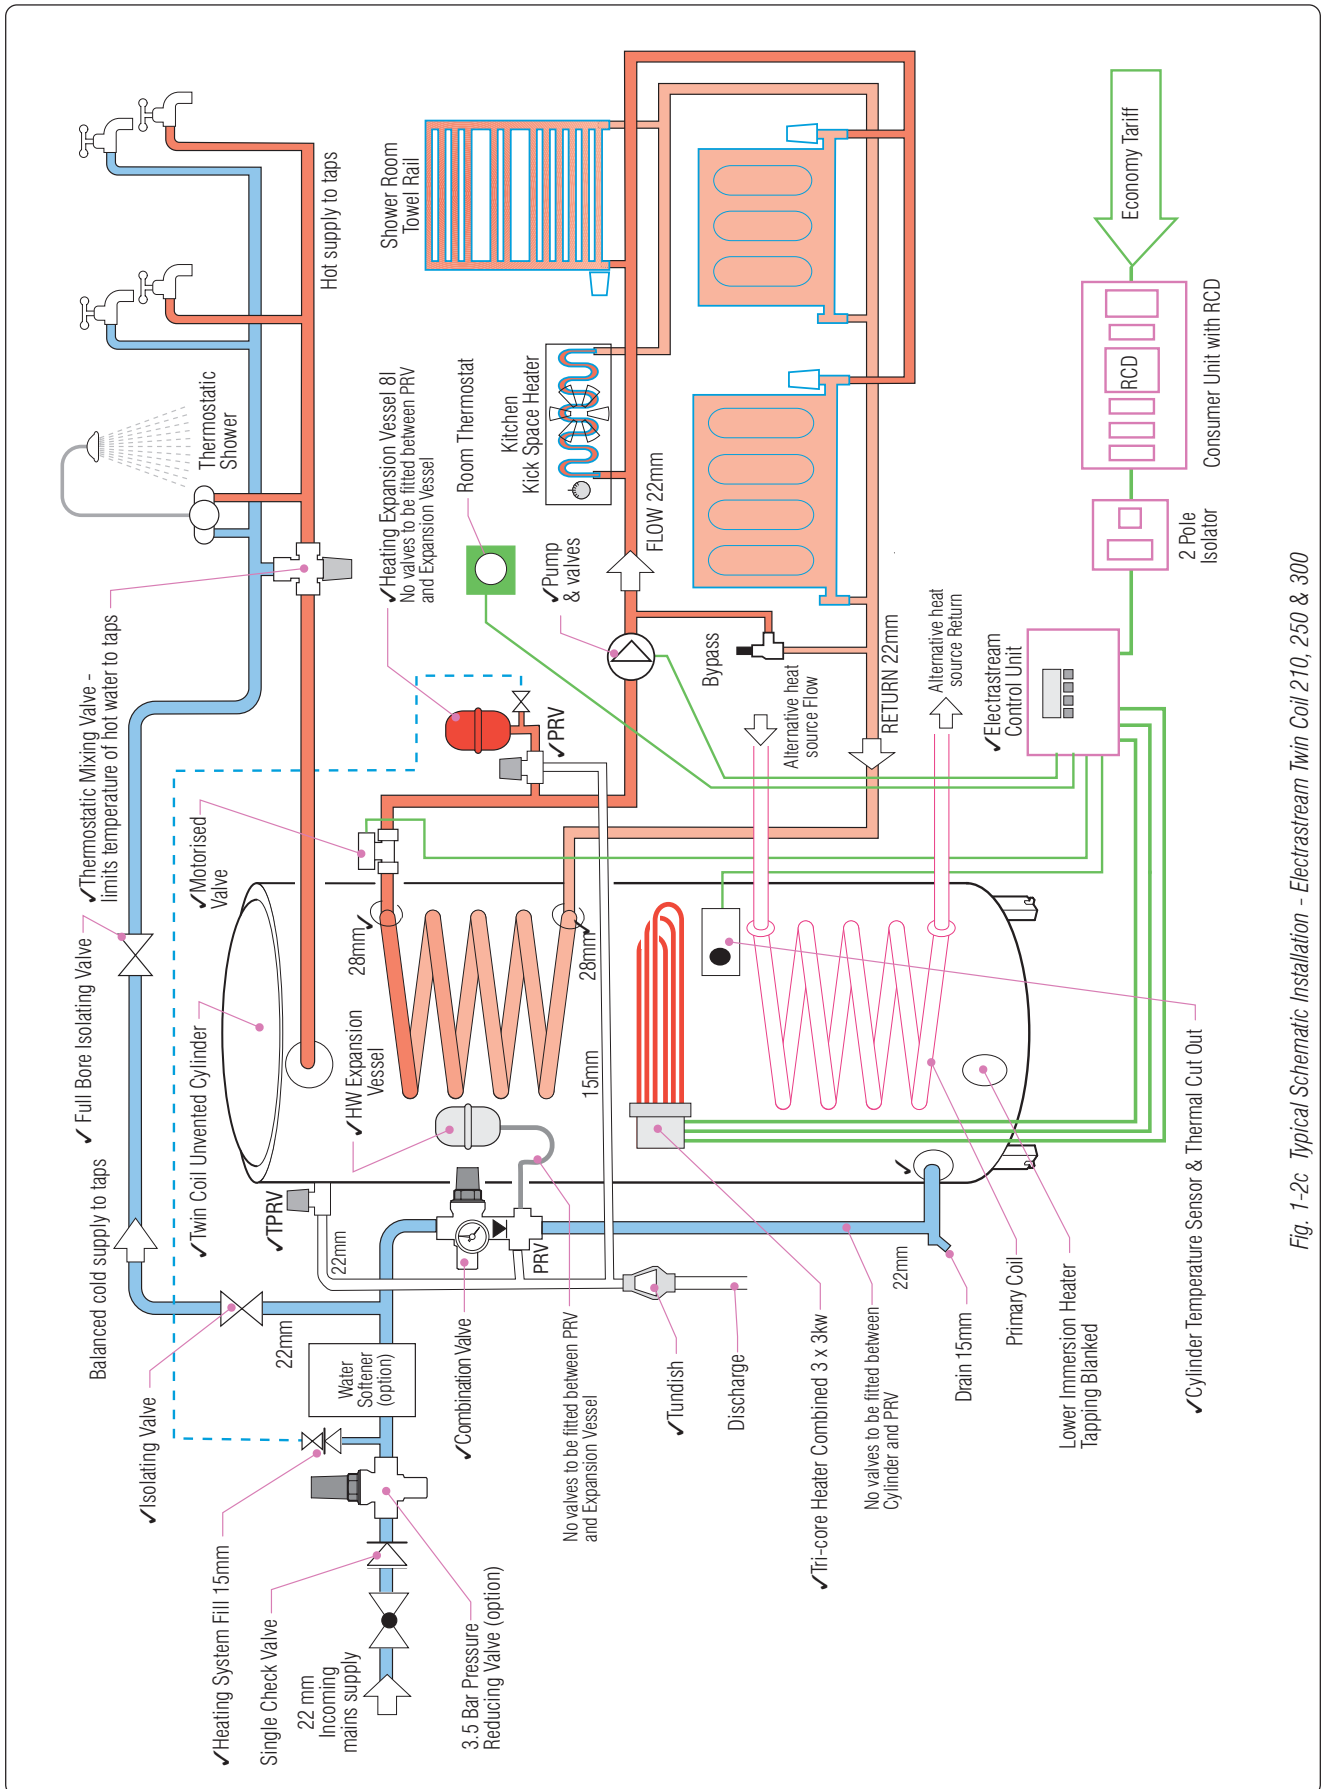 Shower Room
Towel Rail
Hot supply to taps
Thermostatic
Shower
Kitchen
Kick Space Heater
Economy Tariff
RCD
Consumer Unit with RCD
2 Pole
Isolator
✓Heating Expansion Vessel 8l
No valves to be fitted between PRV
and Expansion Vessel
Room Thermostat
FLOW 22mm
✓Pump
& valves
✓Thermostatic Mixing Valve -
limits temperature of hot water to taps
✓PRV
Bypass
Alternative heat
source Flow
RETURN 22mm
Alternative heat
source Return
✓Electrastream
Control Unit
✓Motorised
Valve
✓ Full Bore Isolating Valve
✓Twin Coil Unvented Cylinder
28mm
28mm
✓HW Expansion
Vessel
15mm
Balanced cold supply to taps
✓TPRV
22mm
PRV
22mm
22mm
Water
Softener
(option)
✓Isolating Valve
✓Combination Valve
No valves to be fitted between PRV
and Expansion Vessel
✓Tundish
Discharge
✓Tri-core Heater Combined 3 x 3kw
No valves to be fitted between
Cylinder and PRV
Drain 15mm
Primary Coil
Lower Immersion Heater
Tapping Blanked
✓Cylinder Temperature Sensor & Thermal Cut Out
✓Heating System Fill 15mm
Single Check Valve
22 mm
Incoming
mains supply
3.5 Bar Pressure
Reducing Valve (option)
Fig. 1-2c Typical Schematic Installation - Electrastream Twin Coil 210, 250 & 300